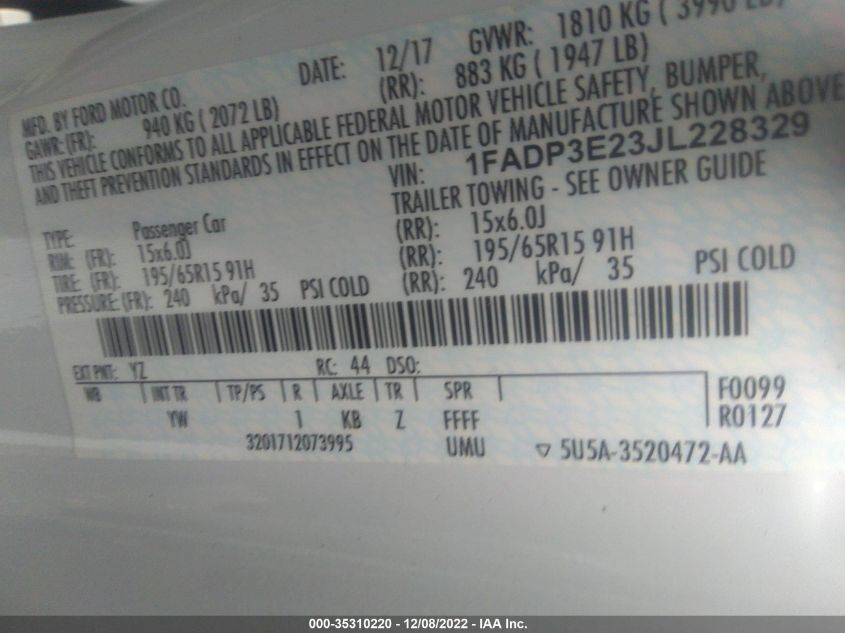 MFD. BY FORD MOTOR CO. DATE: 12/17 GVWR: 1810 KG ( 3990 LB)
GAWR: (FR): 940 KG ( 2072 LB) (RR): 883 KG ( 1947 LB)
THIS VEHICLE CONFORMS TO ALL APPLICABLE FEDERAL MOTOR VEHICLE SAFETY, BUMPER,
AND THEFT PREVENTION STANDARDS IN EFFECT ON THE DATE OF MANUFACTURE SHOWN ABOVE
VIN: 1FADP3E23JL228329
TYPE: Passenger Car TRAILER TOWING - SEE OWNER GUIDE
RIM: (FR): 15x6.0J (RR): 15x6.0J
TIRE: (FR): 195/65R15 91H (RR): 195/65R15 91H
PRESSURE: (FR): 240 kPa/ 35 PSI COLD (RR): 240 kPa/ 35 PSI COLD
EXT PNT: YZ RC: 44 DSO:
WB INT TR TP/PS R AXLE TR SPR F0099
YW 1 KB Z FFFF R0127
3201712073995 UMU ▽ 5U5A-3520472-AA
000-35310220 - 12/08/2022 - IAA Inc.